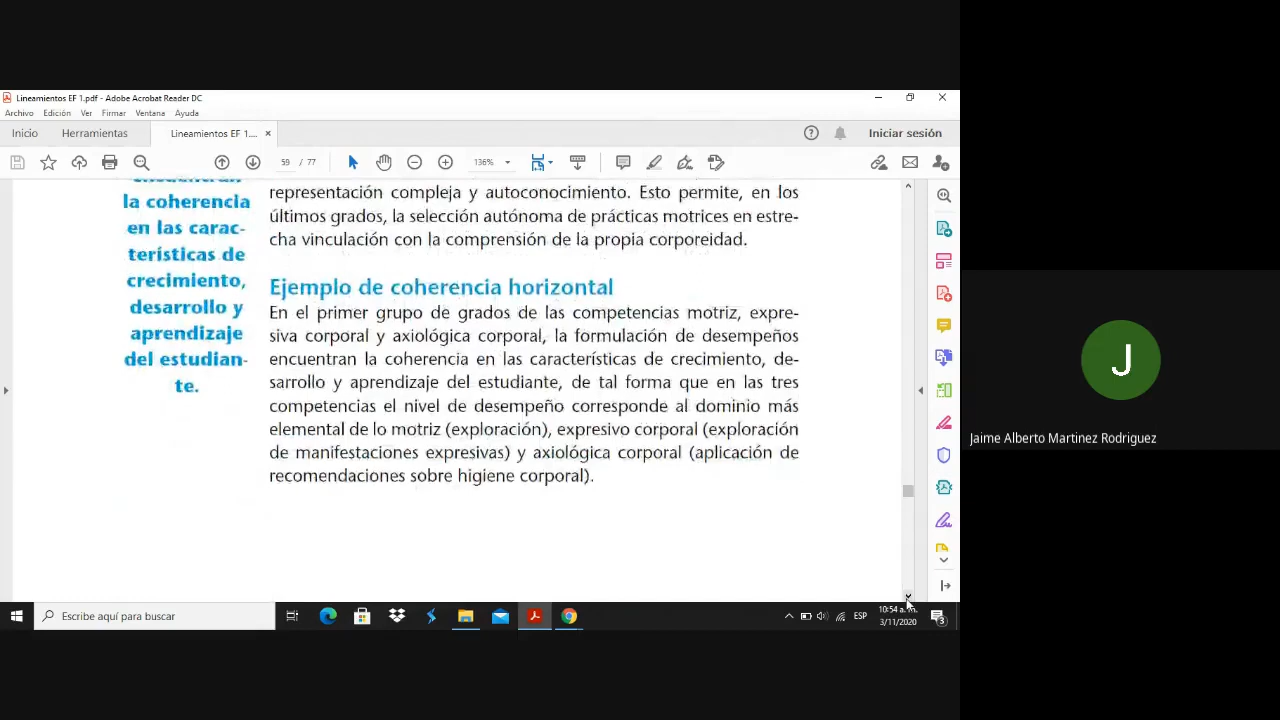 Lineamientos EF 1.pdf - Adobe Acrobat Reader DC
Archivo Edición Ver Firmar Ventana Ayuda
Inicio Herramientas Lineamientos EF 1.... × Iniciar sesión
59 / 77 136%
la coherencia
en las carac-
terísticas de
crecimiento,
desarrollo y
aprendizaje
del estudian-
te.
representación compleja y autoconocimiento. Esto permite, en los
últimos grados, la selección autónoma de prácticas motrices en estre-
cha vinculación con la comprensión de la propia corporeidad.
Ejemplo de coherencia horizontal
En el primer grupo de grados de las competencias motriz, expre-
siva corporal y axiológica corporal, la formulación de desempeños
encuentran la coherencia en las características de crecimiento, de-
sarrollo y aprendizaje del estudiante, de tal forma que en las tres
competencias el nivel de desempeño corresponde al dominio más
elemental de lo motriz (exploración), expresivo corporal (exploración
de manifestaciones expresivas) y axiológica corporal (aplicación de
recomendaciones sobre higiene corporal).
J
Jaime Alberto Martinez Rodriguez
Escribe aquí para buscar
ESP
10:54 a. m.
3/11/2020
3